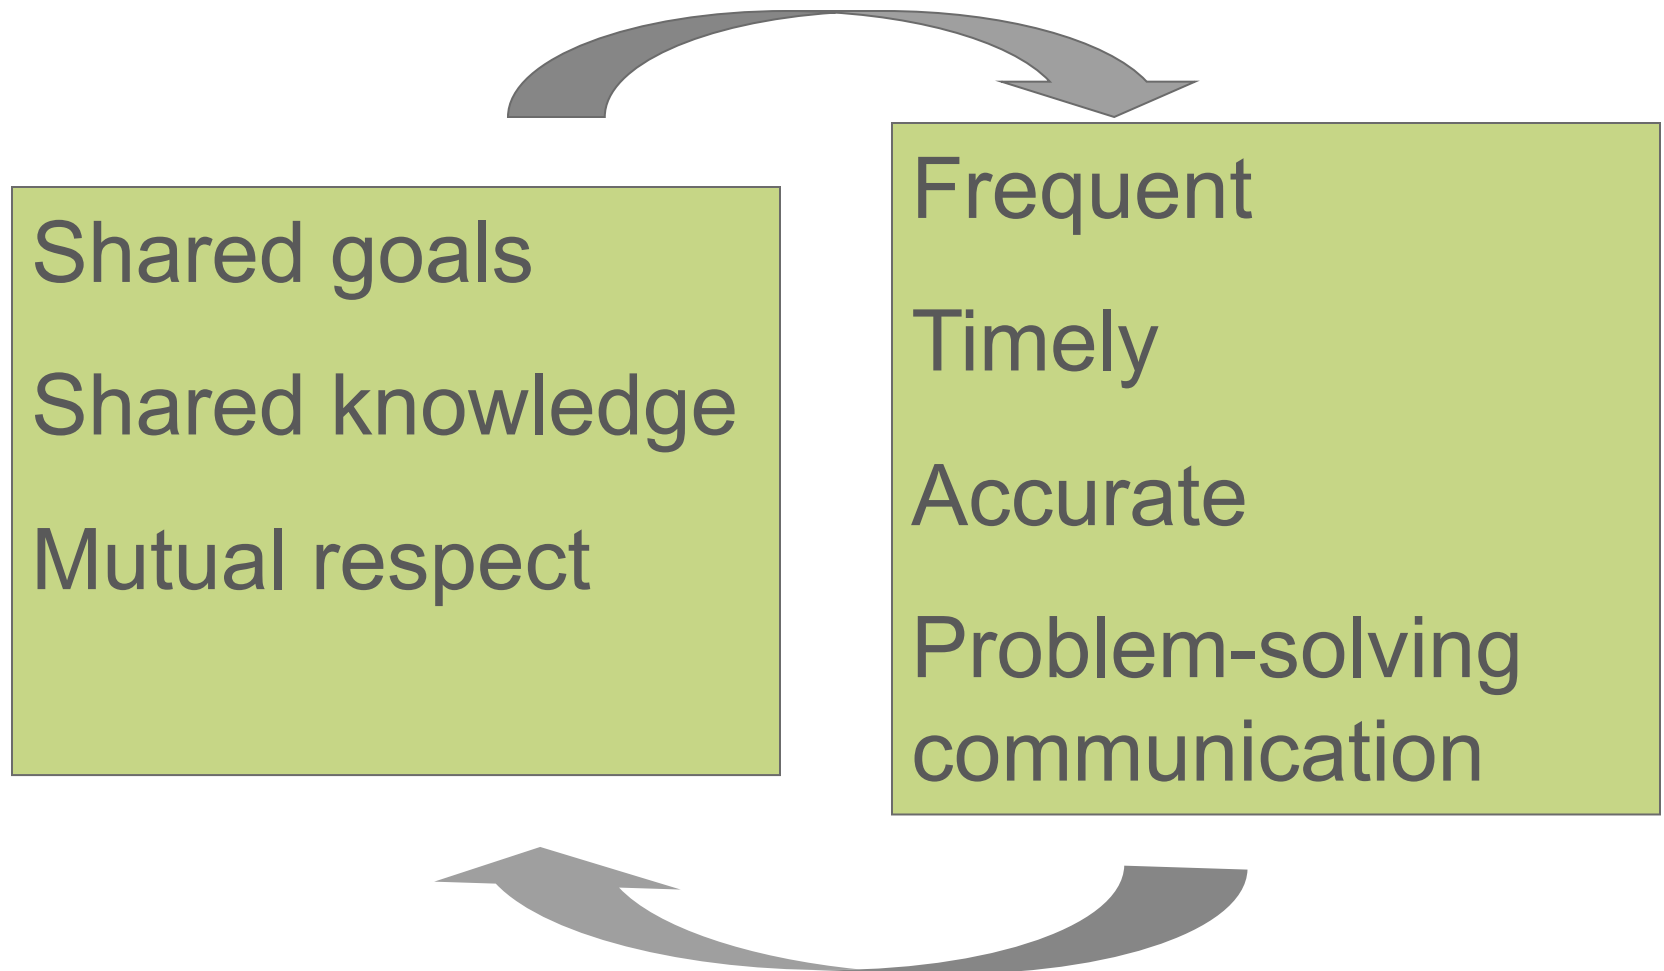 Shared goals
Shared knowledge
Mutual respect
Frequent
Timely
Accurate
Problem-solving
communication